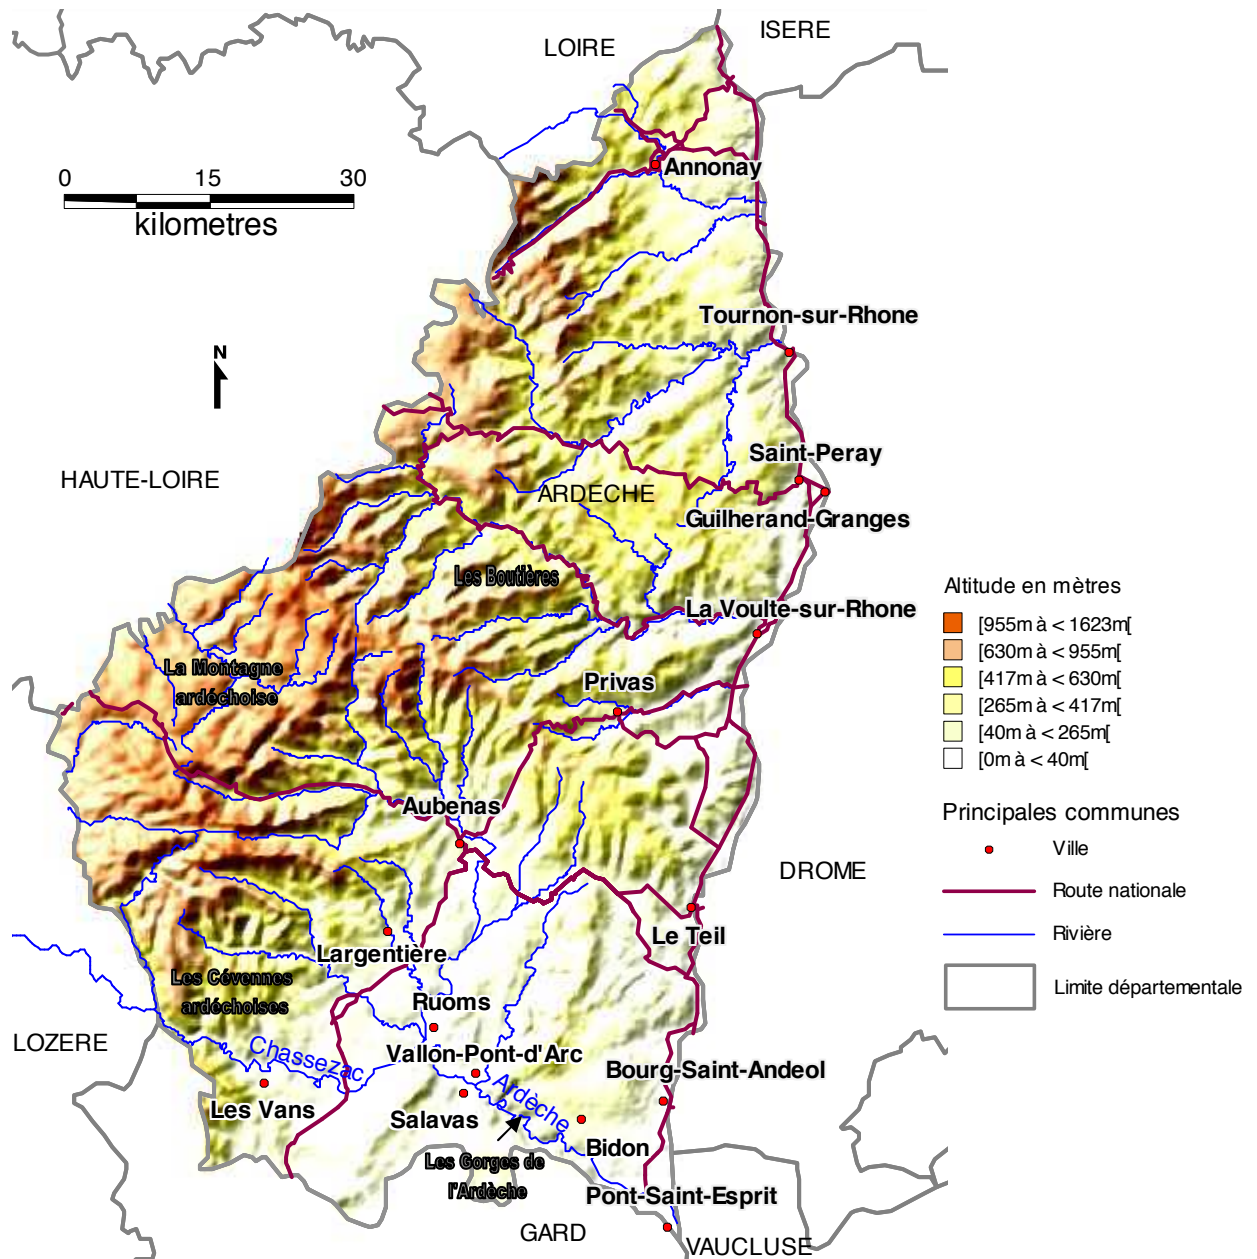 ISERE
LOIRE
Annonay
0 15 30
kilometres
Tournon-sur-Rhone
N
Saint-Peray
HAUTE-LOIRE
ARDECHE
Guilherand-Granges
Les Boutières
Altitude en mètres
[955m à < 1623m[
[630m à < 955m[
[417m à < 630m[
[265m à < 417m[
[40m à < 265m[
[0m à < 40m[
La Voulte-sur-Rhone
La Montagne
ardéchoise
Privas
Aubenas
Principales communes
Ville
Route nationale
Rivière
Limite départementale
DROME
Le Teil
Largentière
Les Cévennes
ardéchoises
Ruoms
LOZERE
Chassezac
Vallon-Pont-d'Arc
Bourg-Saint-Andeol
Ardèche
Les Vans
Salavas
Bidon
Les Gorges de
l'Ardèche
Pont-Saint-Esprit
GARD
VAUCLUSE